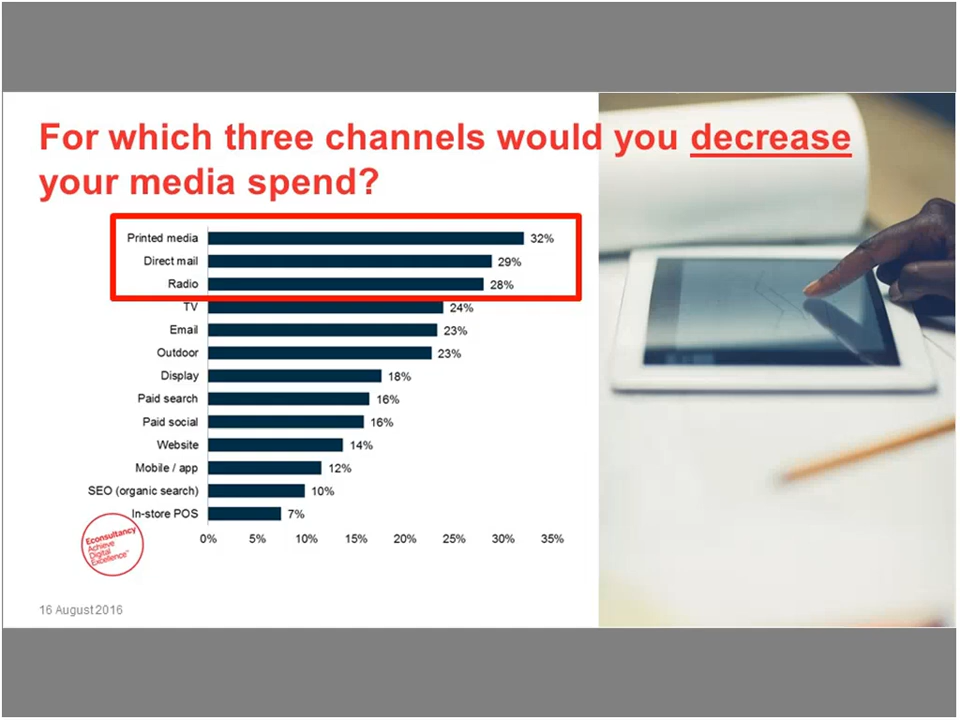 For which three channels would you decrease
your media spend?
Printed media 32%
Direct mail 29%
Radio 28%
TV 24%
Email 23%
Outdoor 23%
Display 18%
Paid search 16%
Paid social 16%
Website 14%
Mobile / app 12%
SEO (organic search) 10%
In-store POS 7%
0% 5% 10% 15% 20% 25% 30% 35%
Econsultancy
Achieve
Digital
Excellence™
16 August 2016